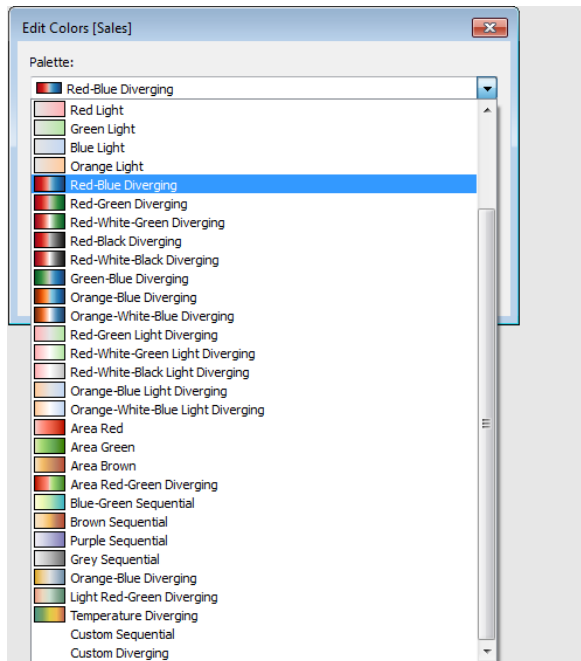 Edit Colors [Sales]
Palette:
Red-Blue Diverging
Red Light
Green Light
Blue Light
Orange Light
Red-Blue Diverging
Red-Green Diverging
Red-White-Green Diverging
Red-Black Diverging
Red-White-Black Diverging
Green-Blue Diverging
Orange-Blue Diverging
Orange-White-Blue Diverging
Red-Green Light Diverging
Red-White-Green Light Diverging
Red-White-Black Light Diverging
Orange-Blue Light Diverging
Orange-White-Blue Light Diverging
Area Red
Area Green
Area Brown
Area Red-Green Diverging
Blue-Green Sequential
Brown Sequential
Purple Sequential
Grey Sequential
Orange-Blue Diverging
Light Red-Green Diverging
Temperature Diverging
Custom Sequential
Custom Diverging